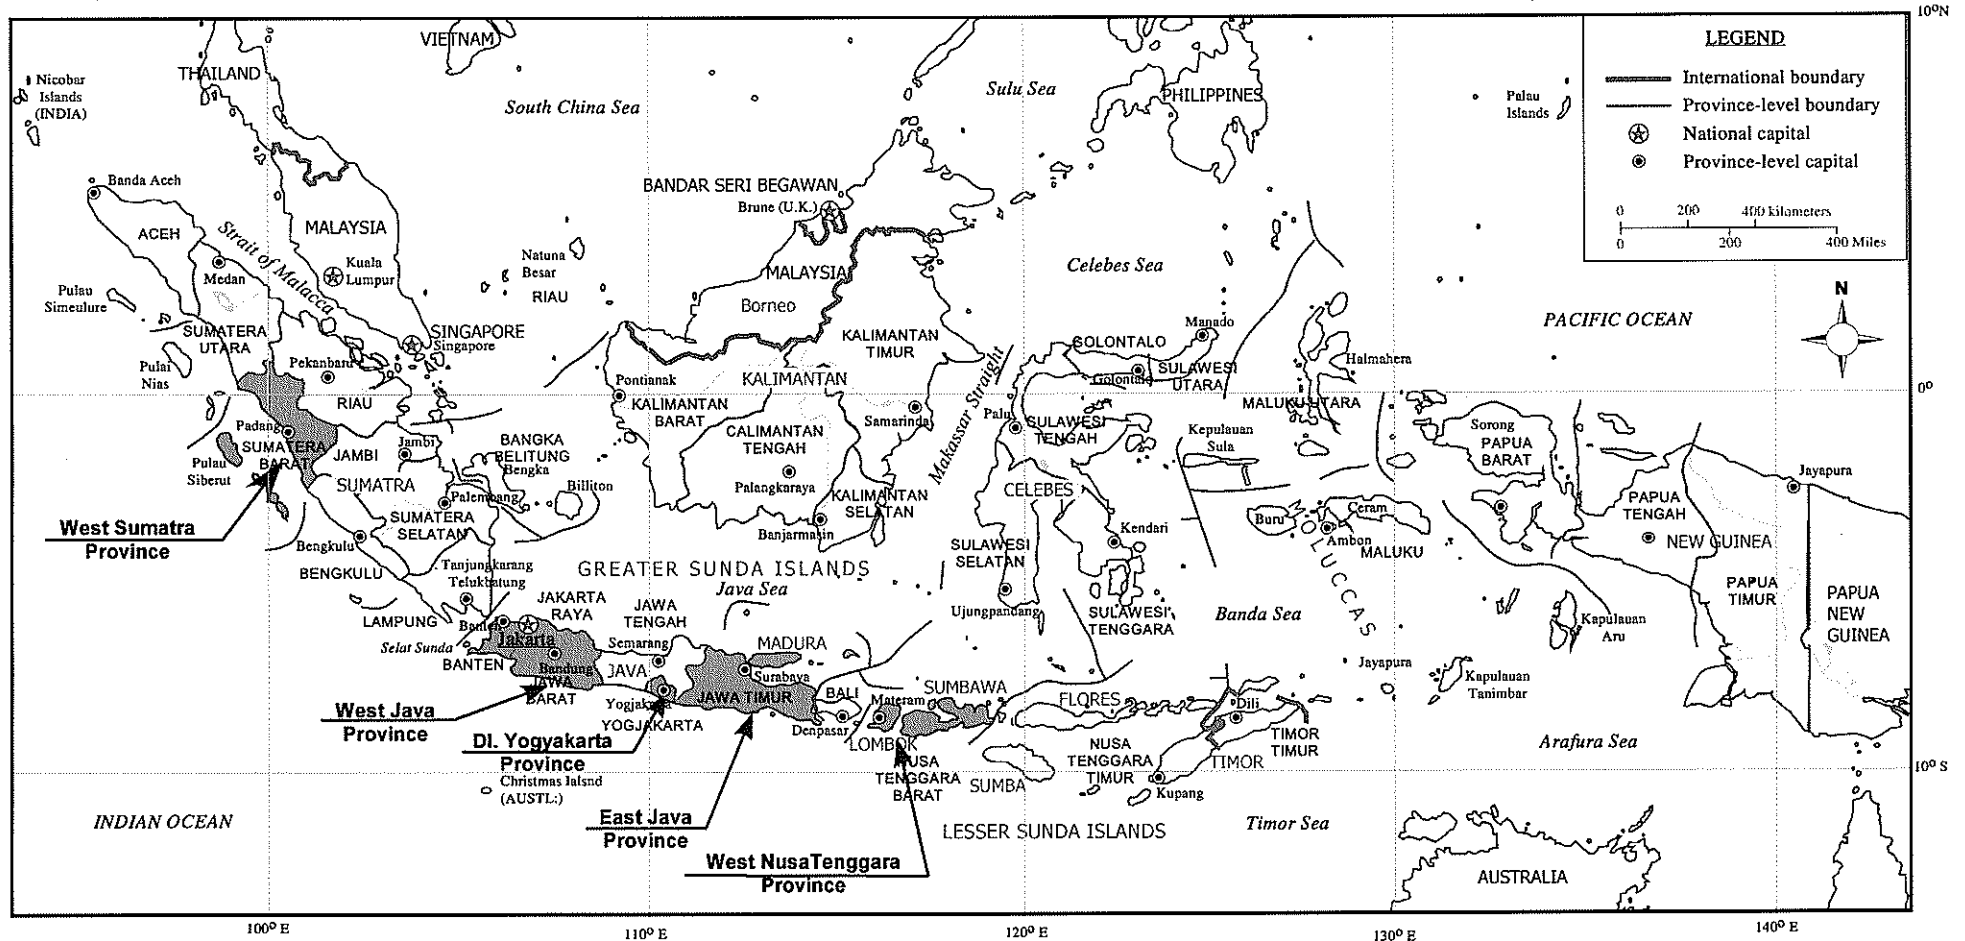 10°N
LEGEND
International boundary
Province-level boundary
National capital
Province-level capital
0 200 400 kilometers
0 200 400 Miles
N
VIETNAM
THAILAND
Nicobar
Islands
(INDIA)
South China Sea
Sulu Sea
PHILIPPINES
Palau
Islands
Banda Aceh
ACEH
Strait of Malacca
MALAYSIA
Kuala
Lumpur
Medan
BANDAR SERI BEGAWAN
Brune (U.K.)
Natuna
Besar
RIAU
MALAYSIA
Borneo
Celebes Sea
PACIFIC OCEAN
Pulau
Simeulure
SUMATERA
UTARA
SINGAPORE
Singapore
Pulai
Nias
Pekanbaru
RIAU
KALIMANTAN
TIMUR
Makassar Straight
GOLONTALO
Manado
Golontalo
SULAWESI
UTARA
Halmahera
MALUKU UTARA
0°
Pontianak
KALIMANTAN
BARAT
KALIMANTAN
Samarinda
Palu
SULAWESI
TENGAH
Kepulauan
Sula
Sorong
PAPUA
BARAT
Jayapura
Padang
SUMATERA
BARAT
Pulau
Siberut
JAMBI
Jambi
BANGKA
BELITUNG
Bengka
Billiton
SUMATRA
Palembang
SUMATERA
SELATAN
CALIMANTAN
TENGAH
Palangkaraya
KALIMANTAN
SELATAN
Banjarmasin
CELEBES
Kendari
SULAWESI
SELATAN
Buru
Ceram
Ambon
MALUKU
MOLUCCAS
PAPUA
TENGAH
NEW GUINEA
PAPUA
TIMUR
PAPUA
NEW
GUINEA
West Sumatra
Province
Bengkulu
BENGKULU
Tanjungkarang
Telukbatung
LAMPUNG
GREATER SUNDA ISLANDS
Java Sea
Ujungpandang
SULAWESI
TENGGARA
Banda Sea
Kapulauan
Aru
Selat Sunda
Banten
BANTEN
JAKARTA
RAYA
Jakarta
Bandung
JAWA
BARAT
JAWA
TENGAH
Semarang
JAVA
Yogjakarta
YOGJAKARTA
MADURA
Surabaya
JAWA TIMUR
BALI
Denpasar
Materam
LOMBOK
SUMBAWA
NUSA
TENGGARA
BARAT
FLORES
SUMBA
NUSA
TENGGARA
TIMUR
Dili
TIMOR
TIMUR
TIMOR
Kupang
Jayapura
Kapulauan
Tanimbar
Arafura Sea
West Java
Province
DI. Yogyakarta
Province
Christmas Ialsnd
(AUSTL:)
East Java
Province
West NusaTenggara
Province
LESSER SUNDA ISLANDS
Timor Sea
INDIAN OCEAN
AUSTRALIA
10° S
100° E
110° E
120° E
130° E
140° E